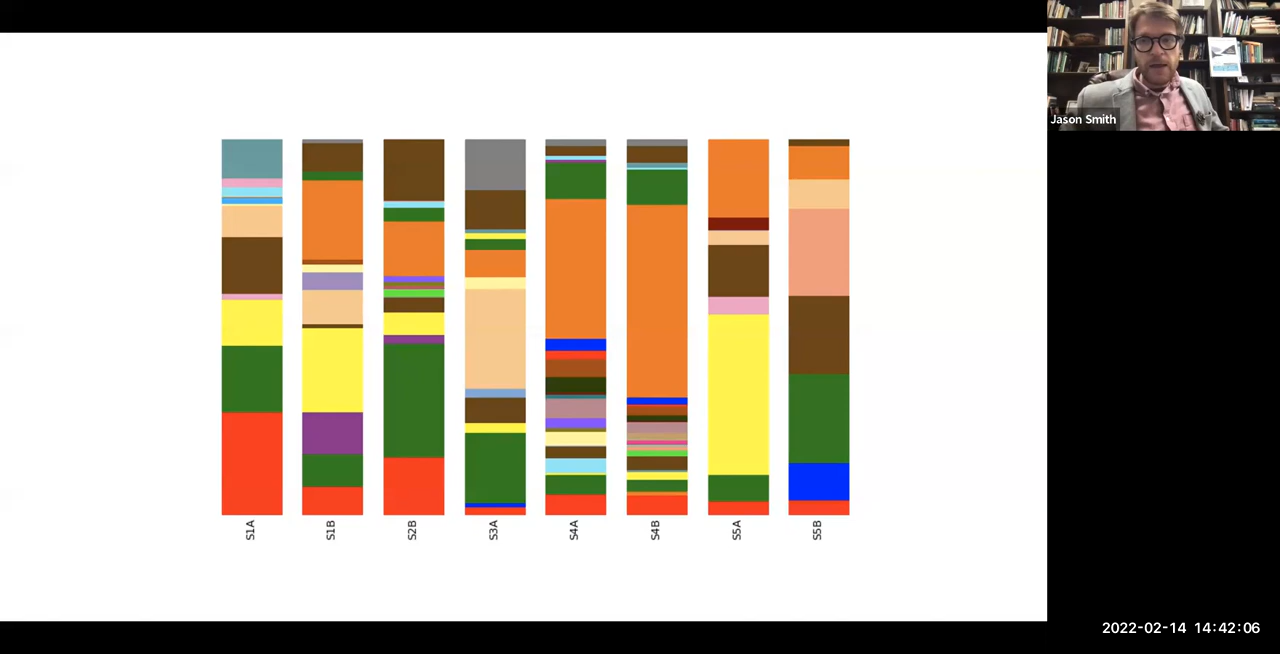 Jason Smith
S1A
S1B
S2B
S3A
S4A
S4B
S5A
S5B
2022-02-14 14:42:06